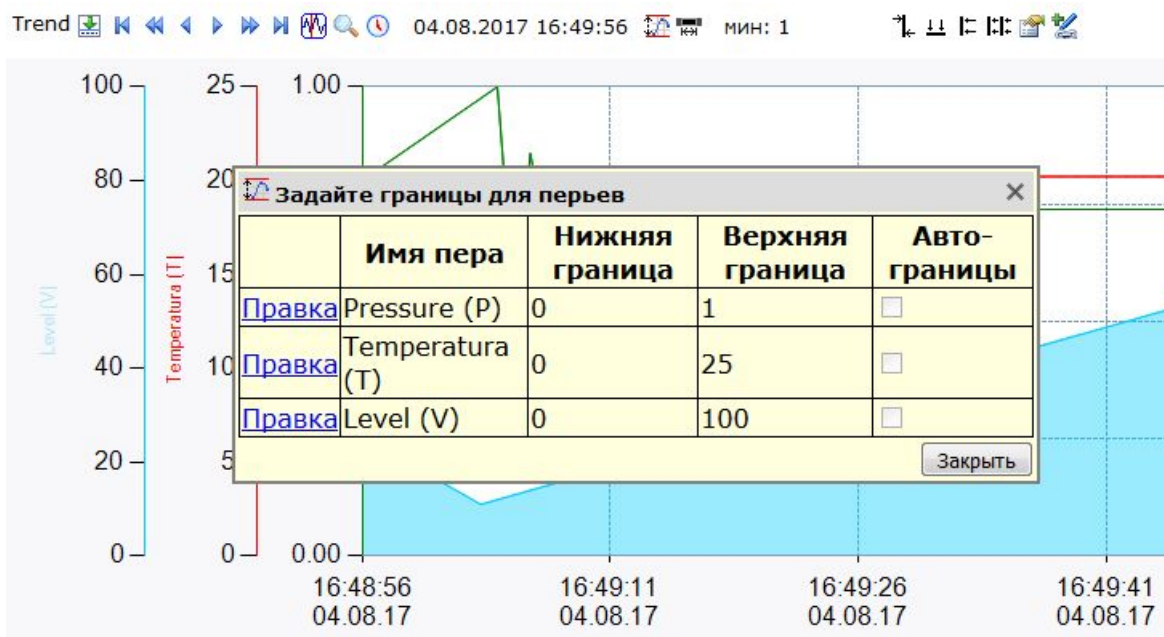 Trend 04.08.2017 16:49:56 мин: 1
100 25 1.00
80 20
60 15
40 10
20 5
0 0 0.00
Level (V)
Temperatura (T)
Задайте границы для перьев
Имя пера Нижняя граница Верхняя граница Авто-границы
Правка Pressure (P) 0 1
Правка Temperatura (T) 0 25
Правка Level (V) 0 100
Закрыть
16:48:56 16:49:11 16:49:26 16:49:41
04.08.17 04.08.17 04.08.17 04.08.17